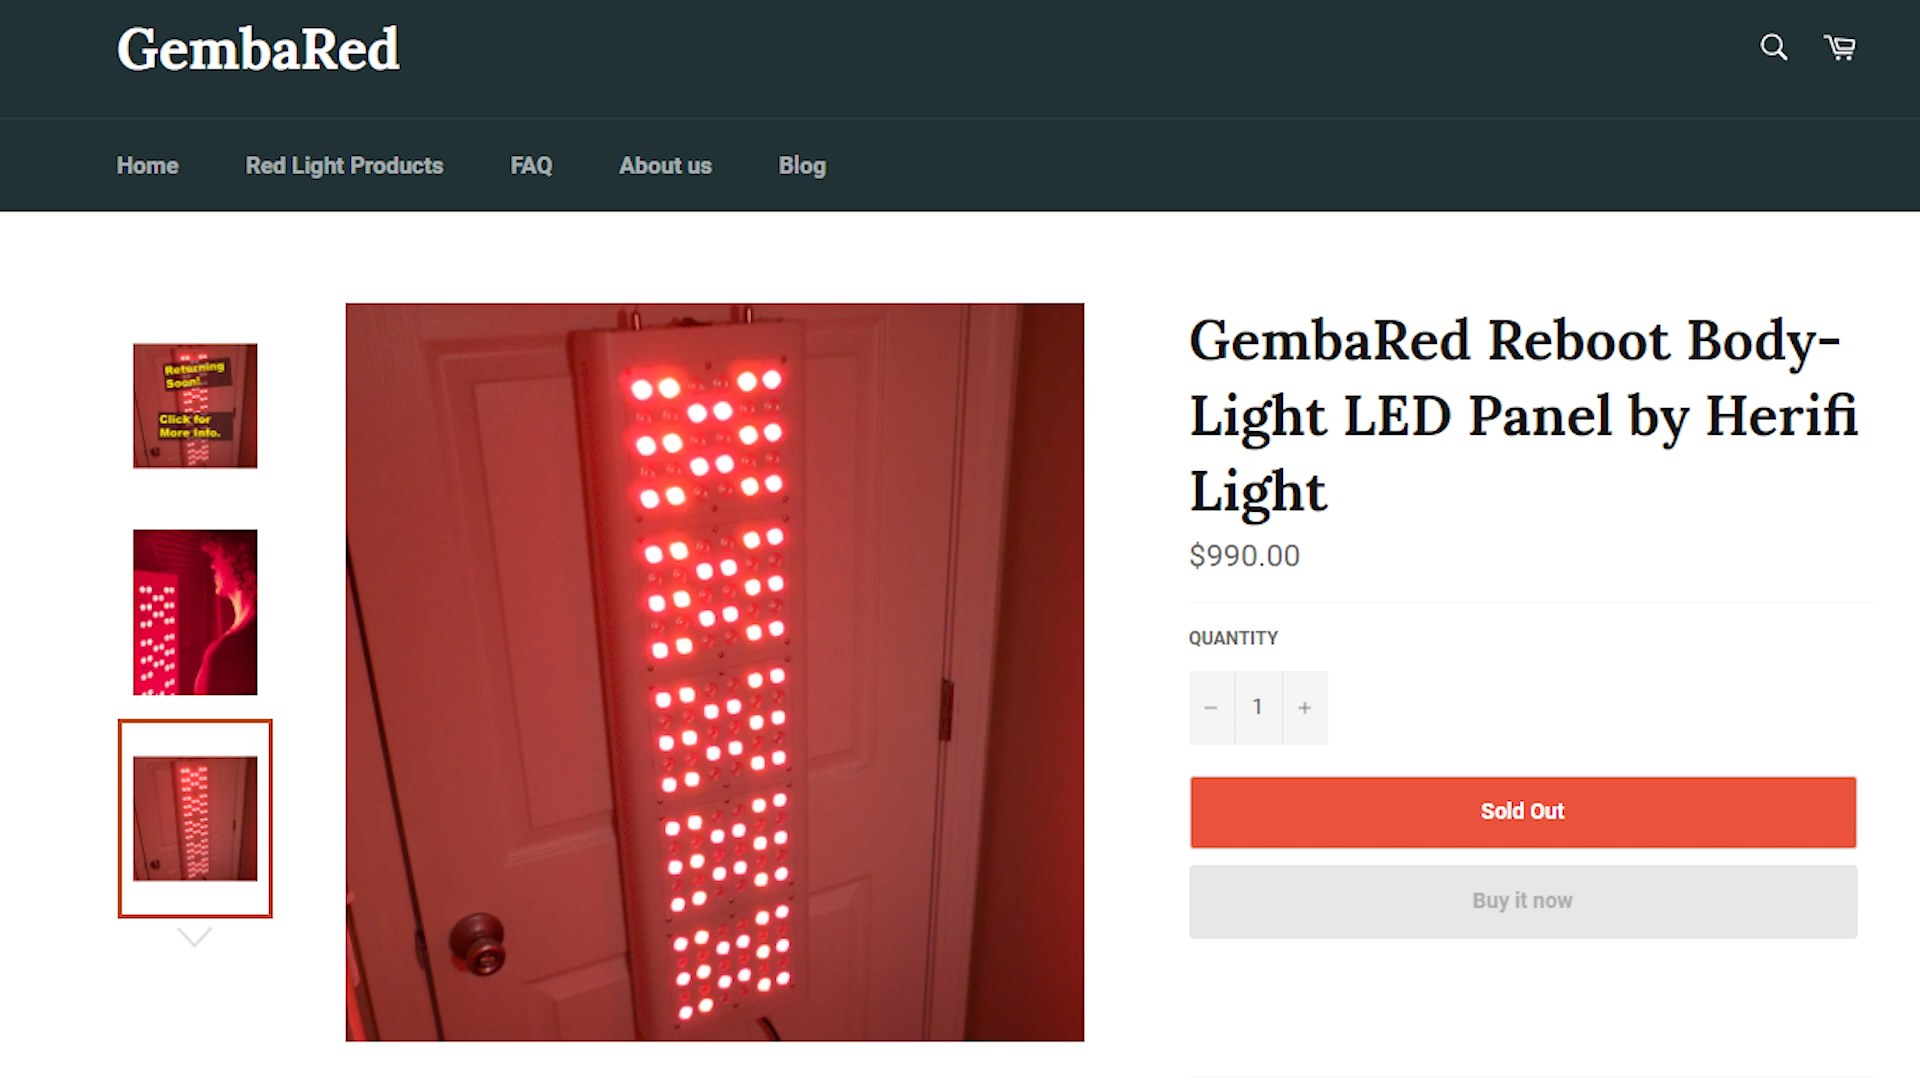 GembaRed
Home
Red Light Products
FAQ
About us
Blog
Returning
Soon!
Click for
More Info.
GembaRed Reboot Body-
Light LED Panel by Herifi
Light
$990.00
QUANTITY
− 1 +
Sold Out
Buy it now